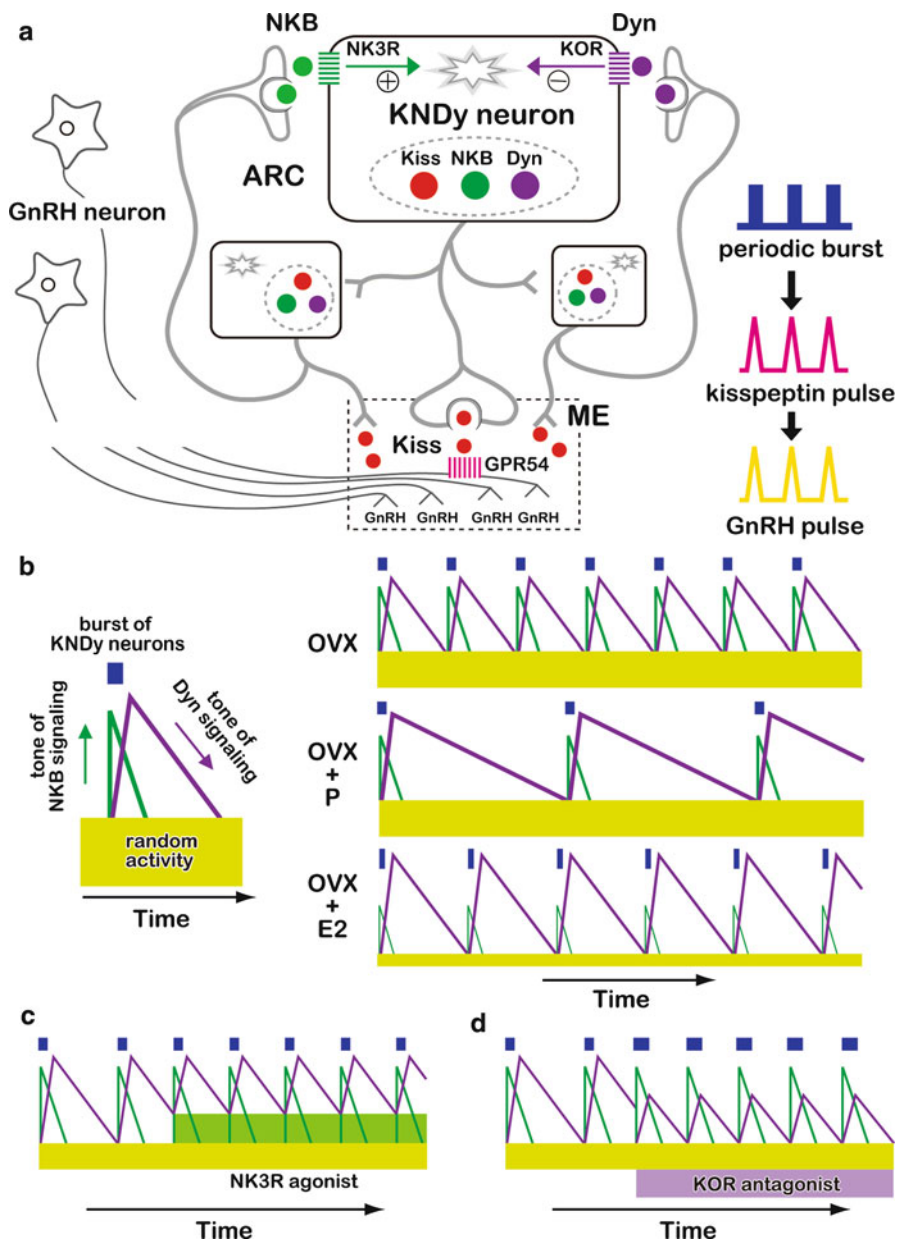 a
NKB
Dyn
NK3R
KOR
KNDy neuron
Kiss NKB Dyn
ARC
GnRH neuron
periodic burst
kisspeptin pulse
GnRH pulse
ME
Kiss
GPR54
GnRH GnRH GnRH GnRH
b
burst of
KNDy neurons
tone of
NKB signaling
tone of
Dyn signaling
random
activity
Time
OVX
OVX
+
P
OVX
+
E2
Time
c
NK3R agonist
Time
d
KOR antagonist
Time